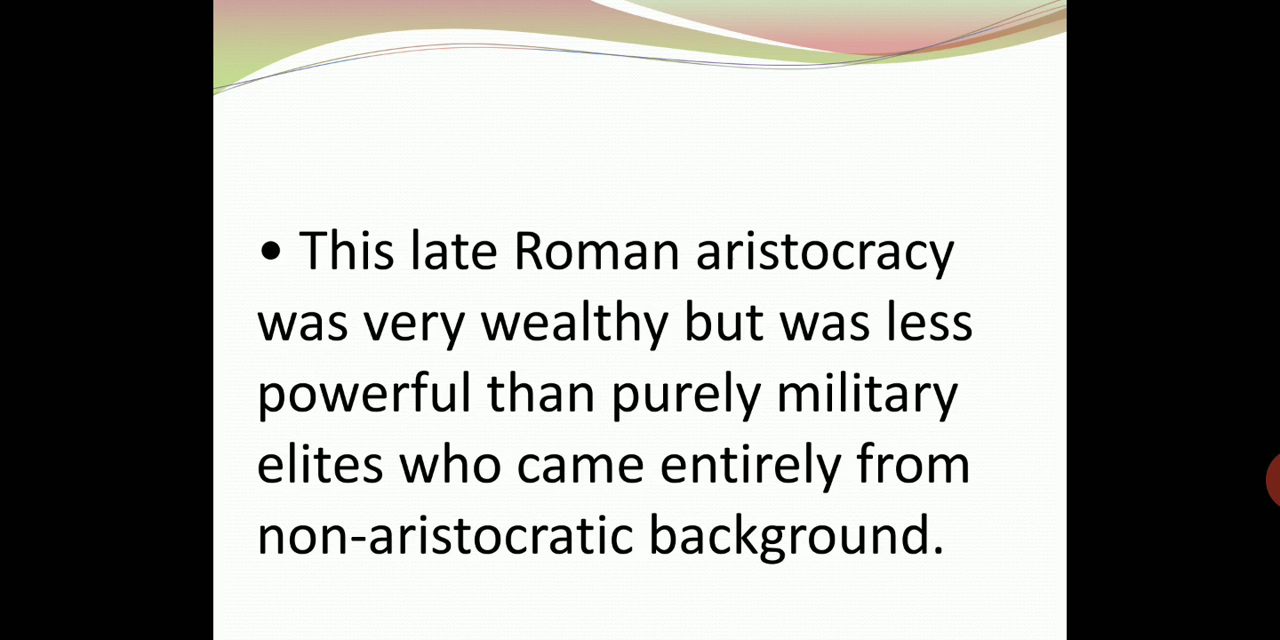 • This late Roman aristocracy
was very wealthy but was less
powerful than purely military
elites who came entirely from
non-aristocratic background.